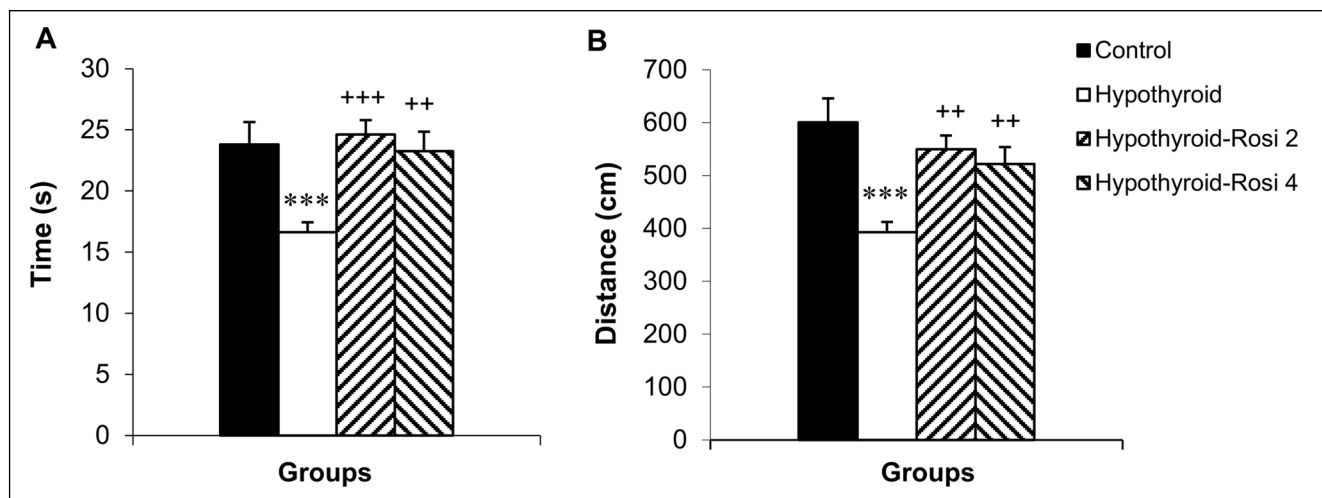 A
Time (s)
30
25
20
15
10
5
0
***
+++
++
Groups
B
Distance (cm)
700
600
500
400
300
200
100
0
***
++
++
Groups
Control
Hypothyroid
Hypothyroid-Rosi 2
Hypothyroid-Rosi 4